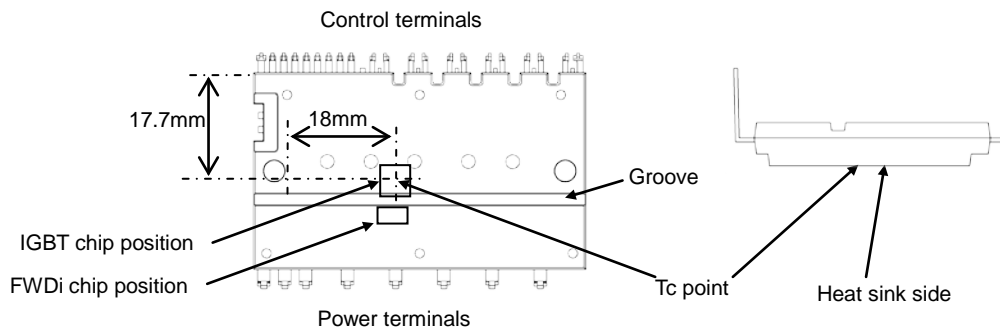 Control terminals
17.7mm
18mm
Groove
IGBT chip position
FWDi chip position
Tc point
Heat sink side
Power terminals